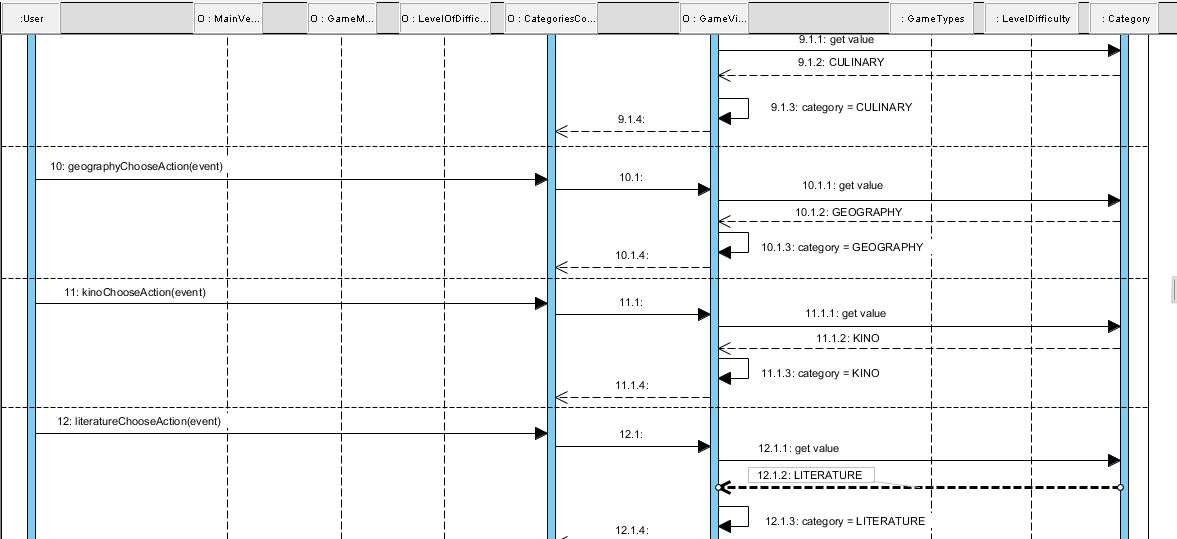 :User
O : MainVe...
O : GameM...
O : LevelOfDiffic...
O : CategoriesCo...
O : GameVi...
: GameTypes
: LevelDifficulty
: Category
9.1.1: get value
9.1.2: CULINARY
9.1.3: category = CULINARY
9.1.4:
10: geographyChooseAction(event)
10.1:
10.1.1: get value
10.1.2: GEOGRAPHY
10.1.3: category = GEOGRAPHY
10.1.4:
11: kinoChooseAction(event)
11.1:
11.1.1: get value
11.1.2: KINO
11.1.3: category = KINO
11.1.4:
12: literatureChooseAction(event)
12.1:
12.1.1: get value
12.1.2: LITERATURE
12.1.3: category = LITERATURE
12.1.4: